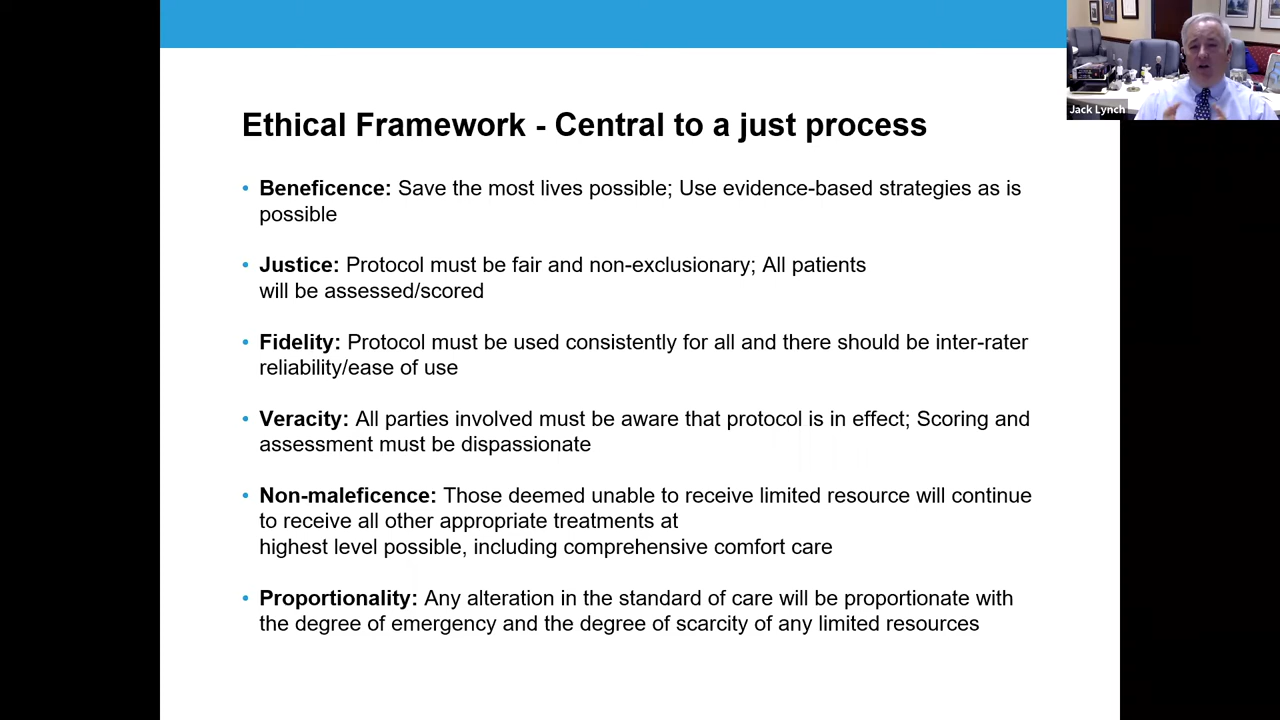 Ethical Framework - Central to a just process
• Beneficence: Save the most lives possible; Use evidence-based strategies as is
possible
• Justice: Protocol must be fair and non-exclusionary; All patients
will be assessed/scored
• Fidelity: Protocol must be used consistently for all and there should be inter-rater
reliability/ease of use
• Veracity: All parties involved must be aware that protocol is in effect; Scoring and
assessment must be dispassionate
• Non-maleficence: Those deemed unable to receive limited resource will continue
to receive all other appropriate treatments at
highest level possible, including comprehensive comfort care
• Proportionality: Any alteration in the standard of care will be proportionate with
the degree of emergency and the degree of scarcity of any limited resources
Jack Lynch